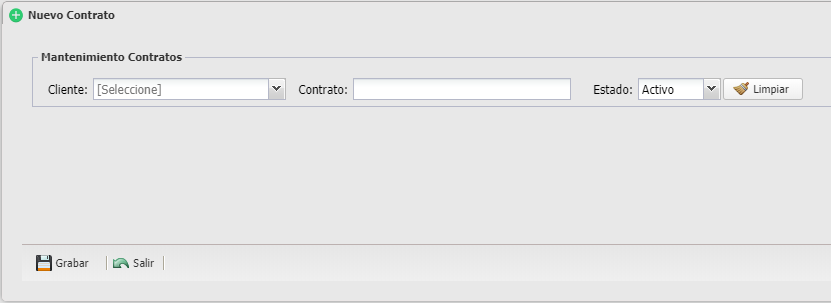 Nuevo Contrato
Mantenimiento Contratos
Cliente: [Seleccione] Contrato: Estado: Activo Limpiar
Grabar Salir